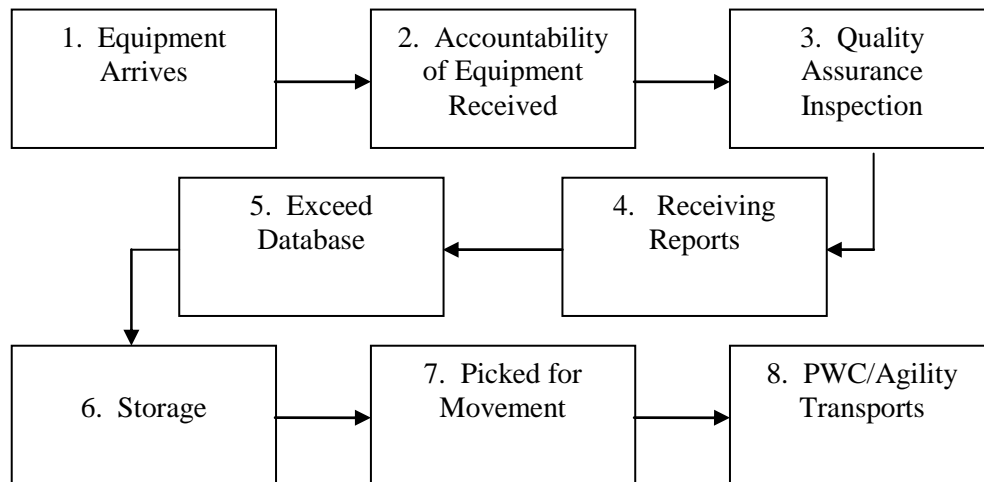 1. Equipment
Arrives
2. Accountability
of Equipment
Received
3. Quality
Assurance
Inspection
4. Receiving
Reports
5. Exceed
Database
6. Storage
7. Picked for
Movement
8. PWC/Agility
Transports